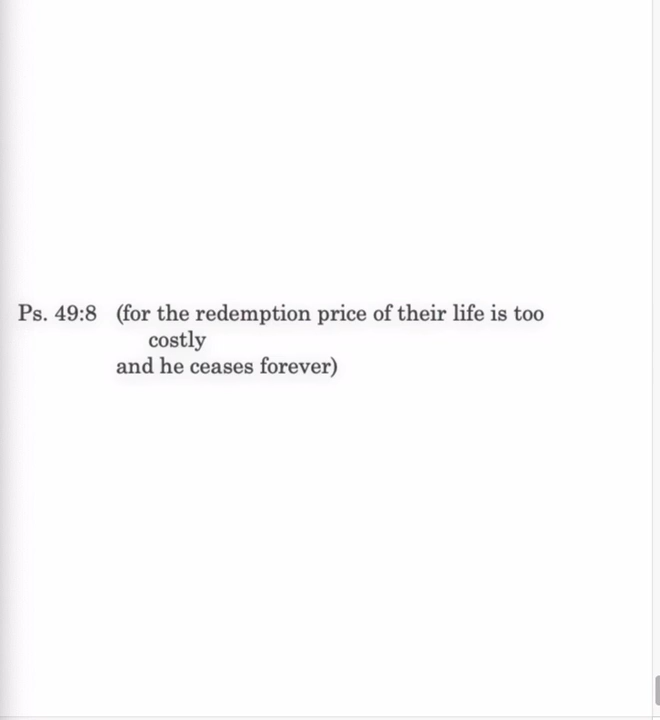 Ps. 49:8 (for the redemption price of their life is too
costly
and he ceases forever)